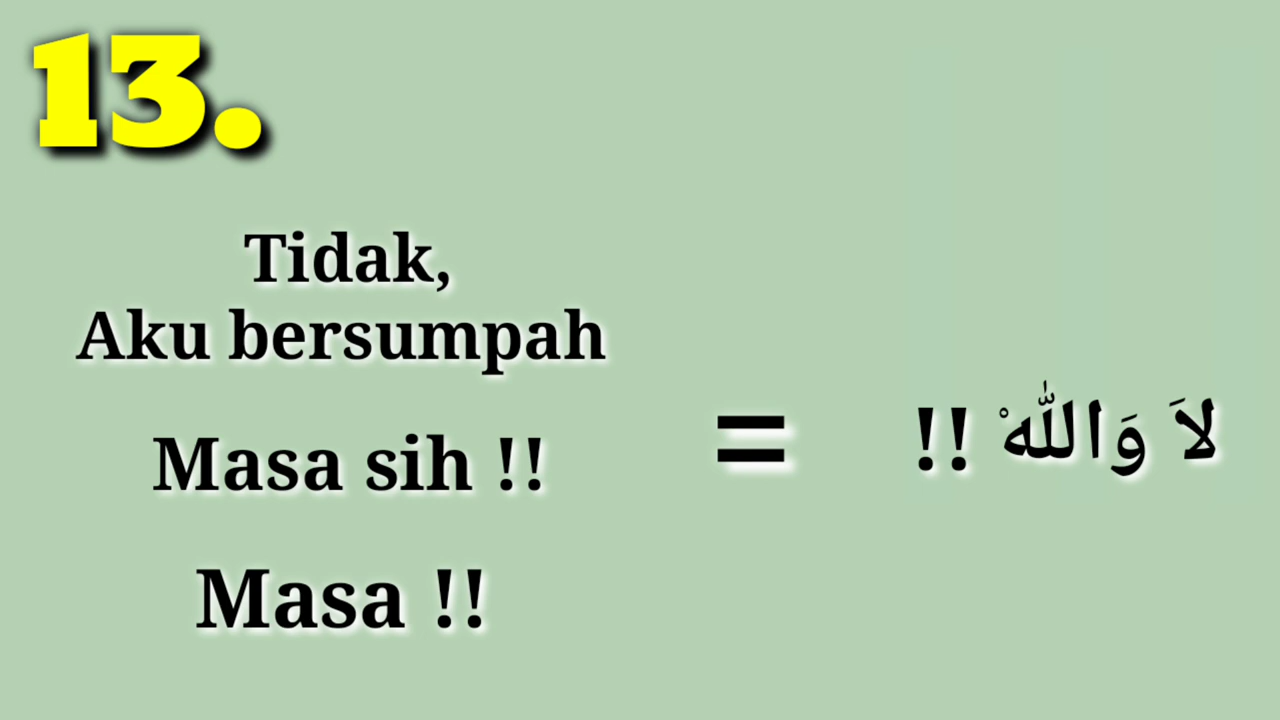 13.
Tidak,
Aku bersumpah
Masa sih !!
Masa !!
=
لاَ وَاللّٰهْ !!